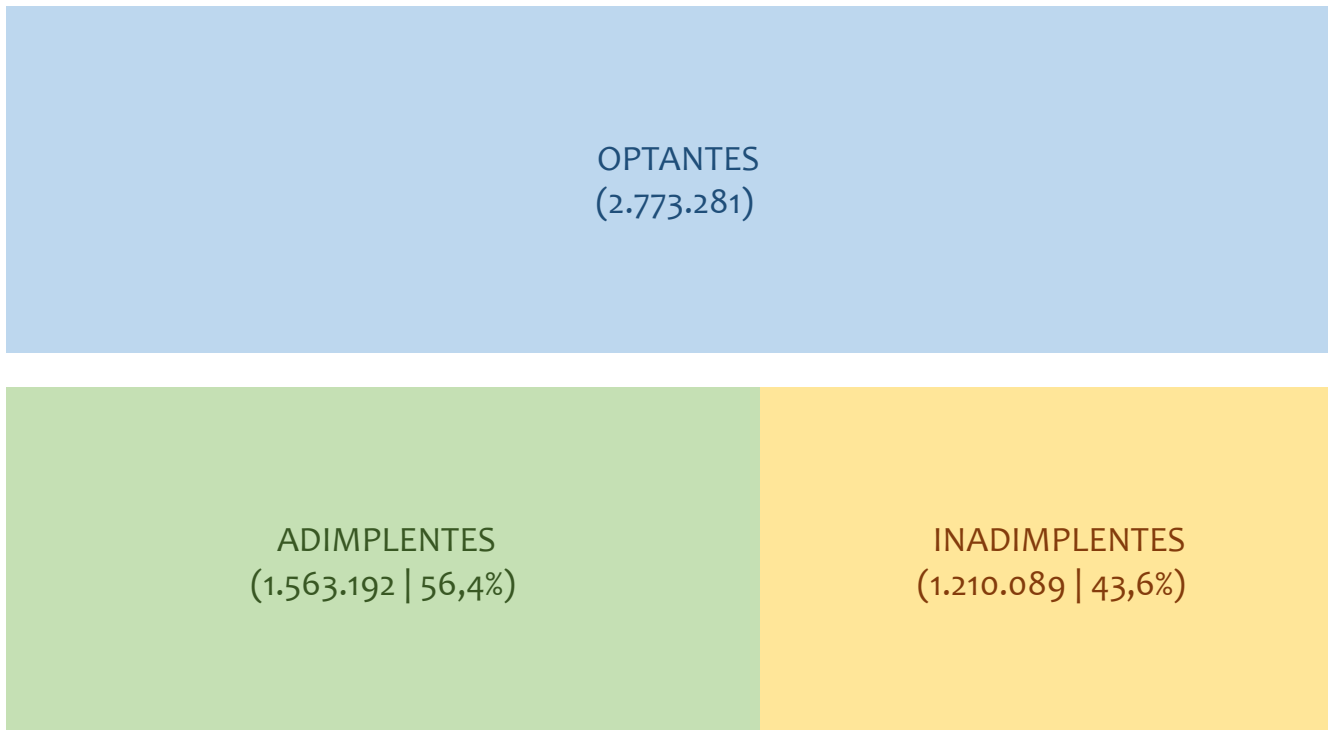 OPTANTES
(2.773.281)
ADIMPLENTES
(1.563.192 | 56,4%)
INADIMPLENTES
(1.210.089 | 43,6%)